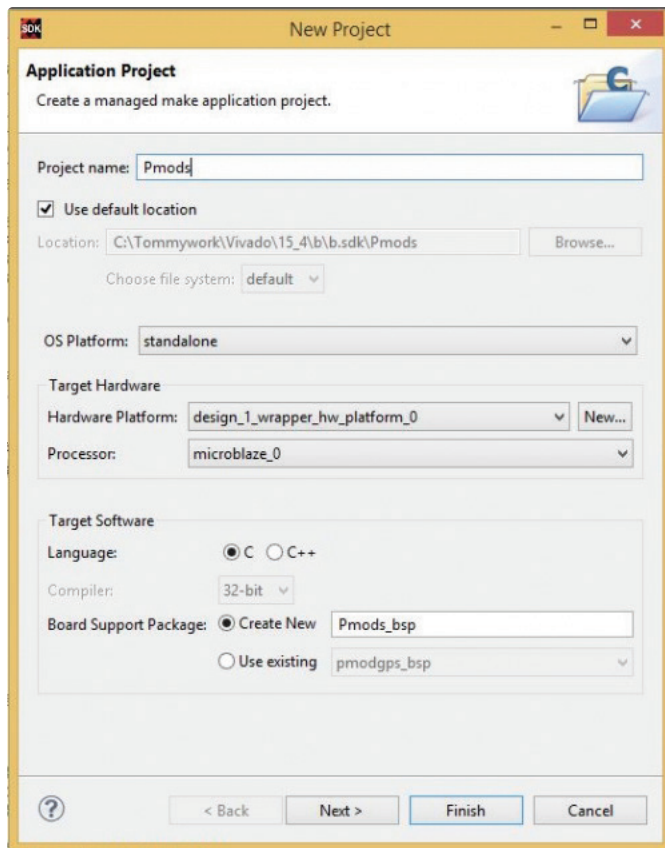 SDK New Project
Application Project
Create a managed make application project.
Project name: Pmods
Use default location
Location: C:\Tommywork\Vivado\15_4\b\b.sdk\Pmods Browse...
Choose file system: default
OS Platform: standalone
Target Hardware
Hardware Platform: design_1_wrapper_hw_platform_0 New...
Processor: microblaze_0
Target Software
Language: C C++
Compiler: 32-bit
Board Support Package: Create New Pmods_bsp
Use existing pmodgps_bsp
? < Back Next > Finish Cancel